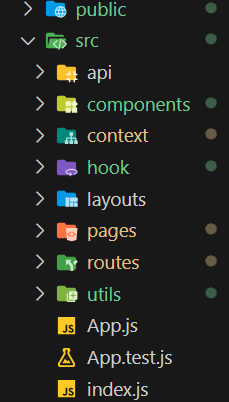 public
src
api
components
context
hook
layouts
pages
routes
utils
JS App.js
App.test.js
JS index.js